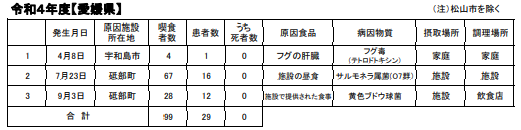 令和4年度【愛媛県】 (注)松山市を除く
発生月日 原因施設所在地 喫食者数 患者数 うち死者数 原因食品 病因物質 摂取場所 調理場所
1 4月8日 宇和島市 4 1 0 フグの肝臓 フグ毒(テトロドトキシン) 家庭 家庭
2 7月23日 砥部町 67 16 0 施設の昼食 サルモネラ属菌(O7群) 施設 施設
3 9月3日 砥部町 28 12 0 施設で提供された食事 黄色ブドウ球菌 施設 飲食店
合 計 99 29 0